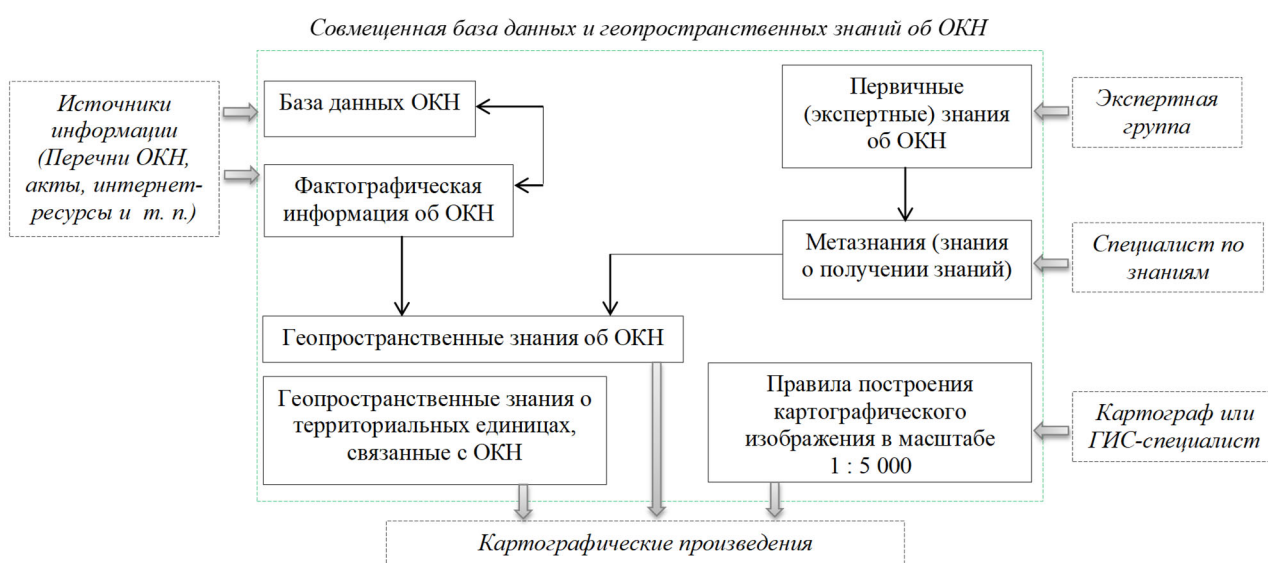 Совмещенная база данных и геопространственных знаний об ОКН
Источники
информации
(Перечни ОКН,
акты, интернет-
ресурсы и т. п.)
База данных ОКН
Фактографическая
информация об ОКН
Первичные
(экспертные) знания
об ОКН
Экспертная
группа
Метазнания (знания
о получении знаний)
Специалист по
знаниям
Геопространственные знания об ОКН
Геопространственные знания о
территориальных единицах,
связанные с ОКН
Правила построения
картографического
изображения в масштабе
1 : 5 000
Картограф или
ГИС-специалист
Картографические произведения